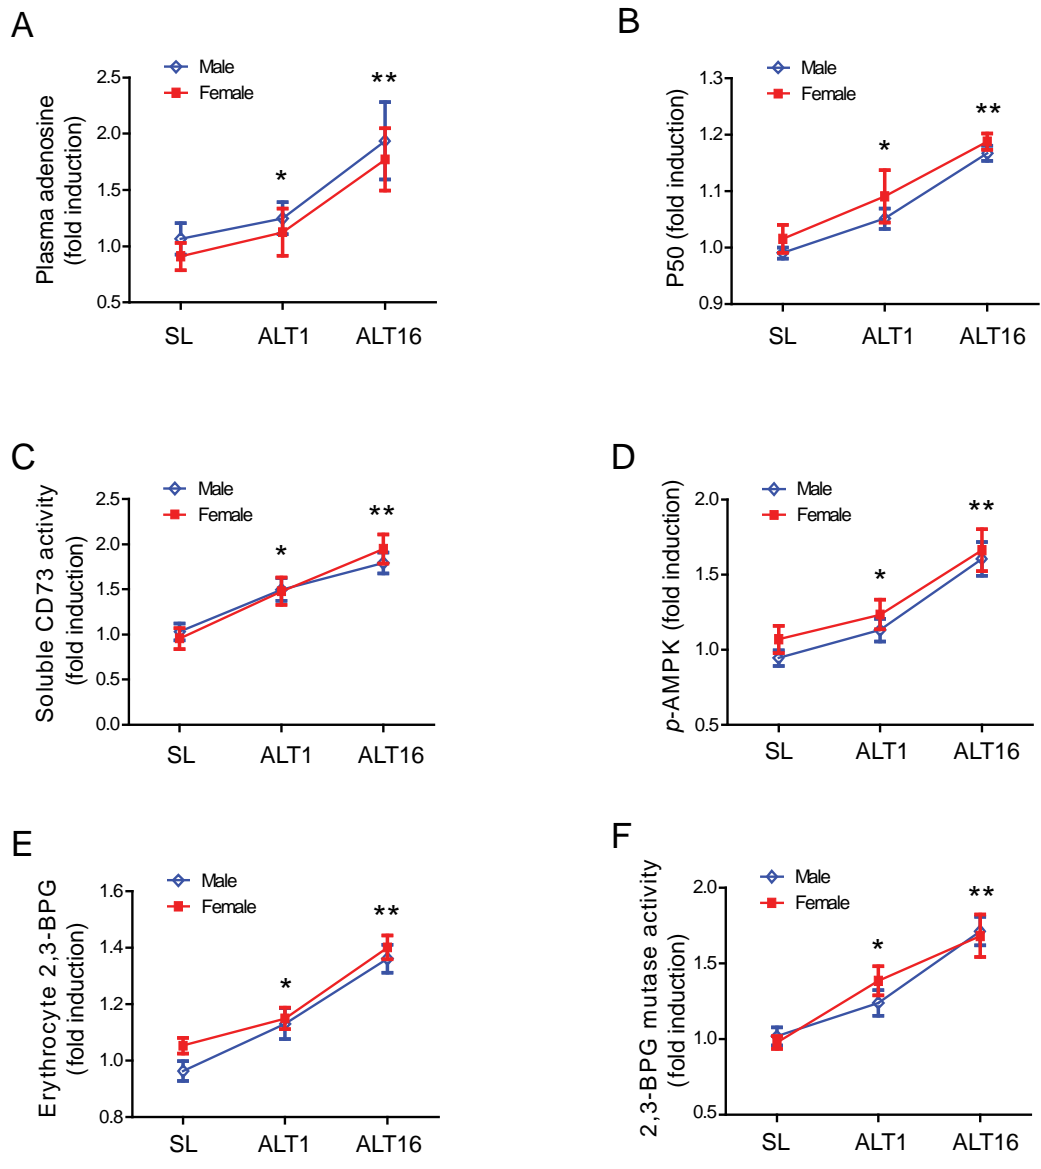 A
Male
Female
Plasma adenosine
(fold induction)
2.5
2.0
1.5
1.0
0.5
*
**
SL ALT1 ALT16
B
Male
Female
P50 (fold induction)
1.3
1.2
1.1
1.0
0.9
*
**
SL ALT1 ALT16
C
Male
Female
Soluble CD73 activity
(fold induction)
2.5
2.0
1.5
1.0
0.5
0.0
*
**
SL ALT1 ALT16
D
Male
Female
p-AMPK (fold induction)
2.0
1.5
1.0
0.5
*
**
SL ALT1 ALT16
E
Male
Female
Erythrocyte 2,3-BPG
(fold induction)
1.6
1.4
1.2
1.0
0.8
*
**
SL ALT1 ALT16
F
Male
Female
2,3-BPG mutase activity
(fold induction)
2.0
1.5
1.0
0.5
*
**
SL ALT1 ALT16